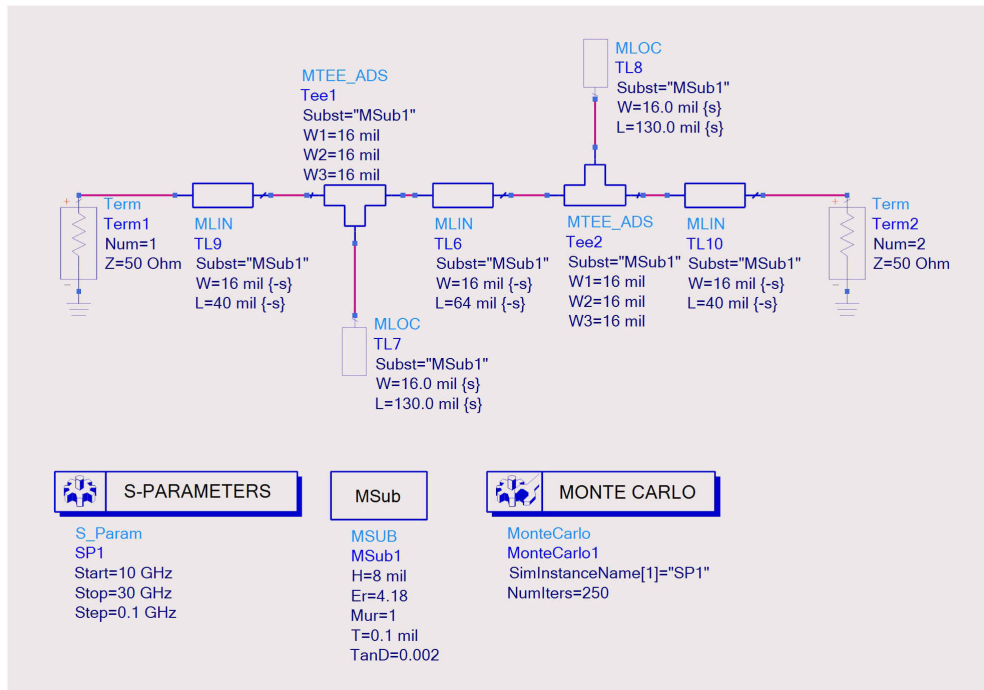 MLOC
TL8
Subst="MSub1"
W=16.0 mil {s}
L=130.0 mil {s}
MTEE_ADS
Tee1
Subst="MSub1"
W1=16 mil
W2=16 mil
W3=16 mil
+
Term
Term1
Num=1
Z=50 Ohm
-
MLIN
TL9
Subst="MSub1"
W=16 mil {-s}
L=40 mil {-s}
MLIN
TL6
Subst="MSub1"
W=16 mil {-s}
L=64 mil {-s}
MTEE_ADS
Tee2
Subst="MSub1"
W1=16 mil
W2=16 mil
W3=16 mil
MLIN
TL10
Subst="MSub1"
W=16 mil {-s}
L=40 mil {-s}
+
Term
Term2
Num=2
Z=50 Ohm
-
MLOC
TL7
Subst="MSub1"
W=16.0 mil {s}
L=130.0 mil {s}
S-PARAMETERS
S_Param
SP1
Start=10 GHz
Stop=30 GHz
Step=0.1 GHz
MSub
MSUB
MSub1
H=8 mil
Er=4.18
Mur=1
T=0.1 mil
TanD=0.002
MONTE CARLO
MonteCarlo
MonteCarlo1
SimInstanceName[1]="SP1"
NumIters=250